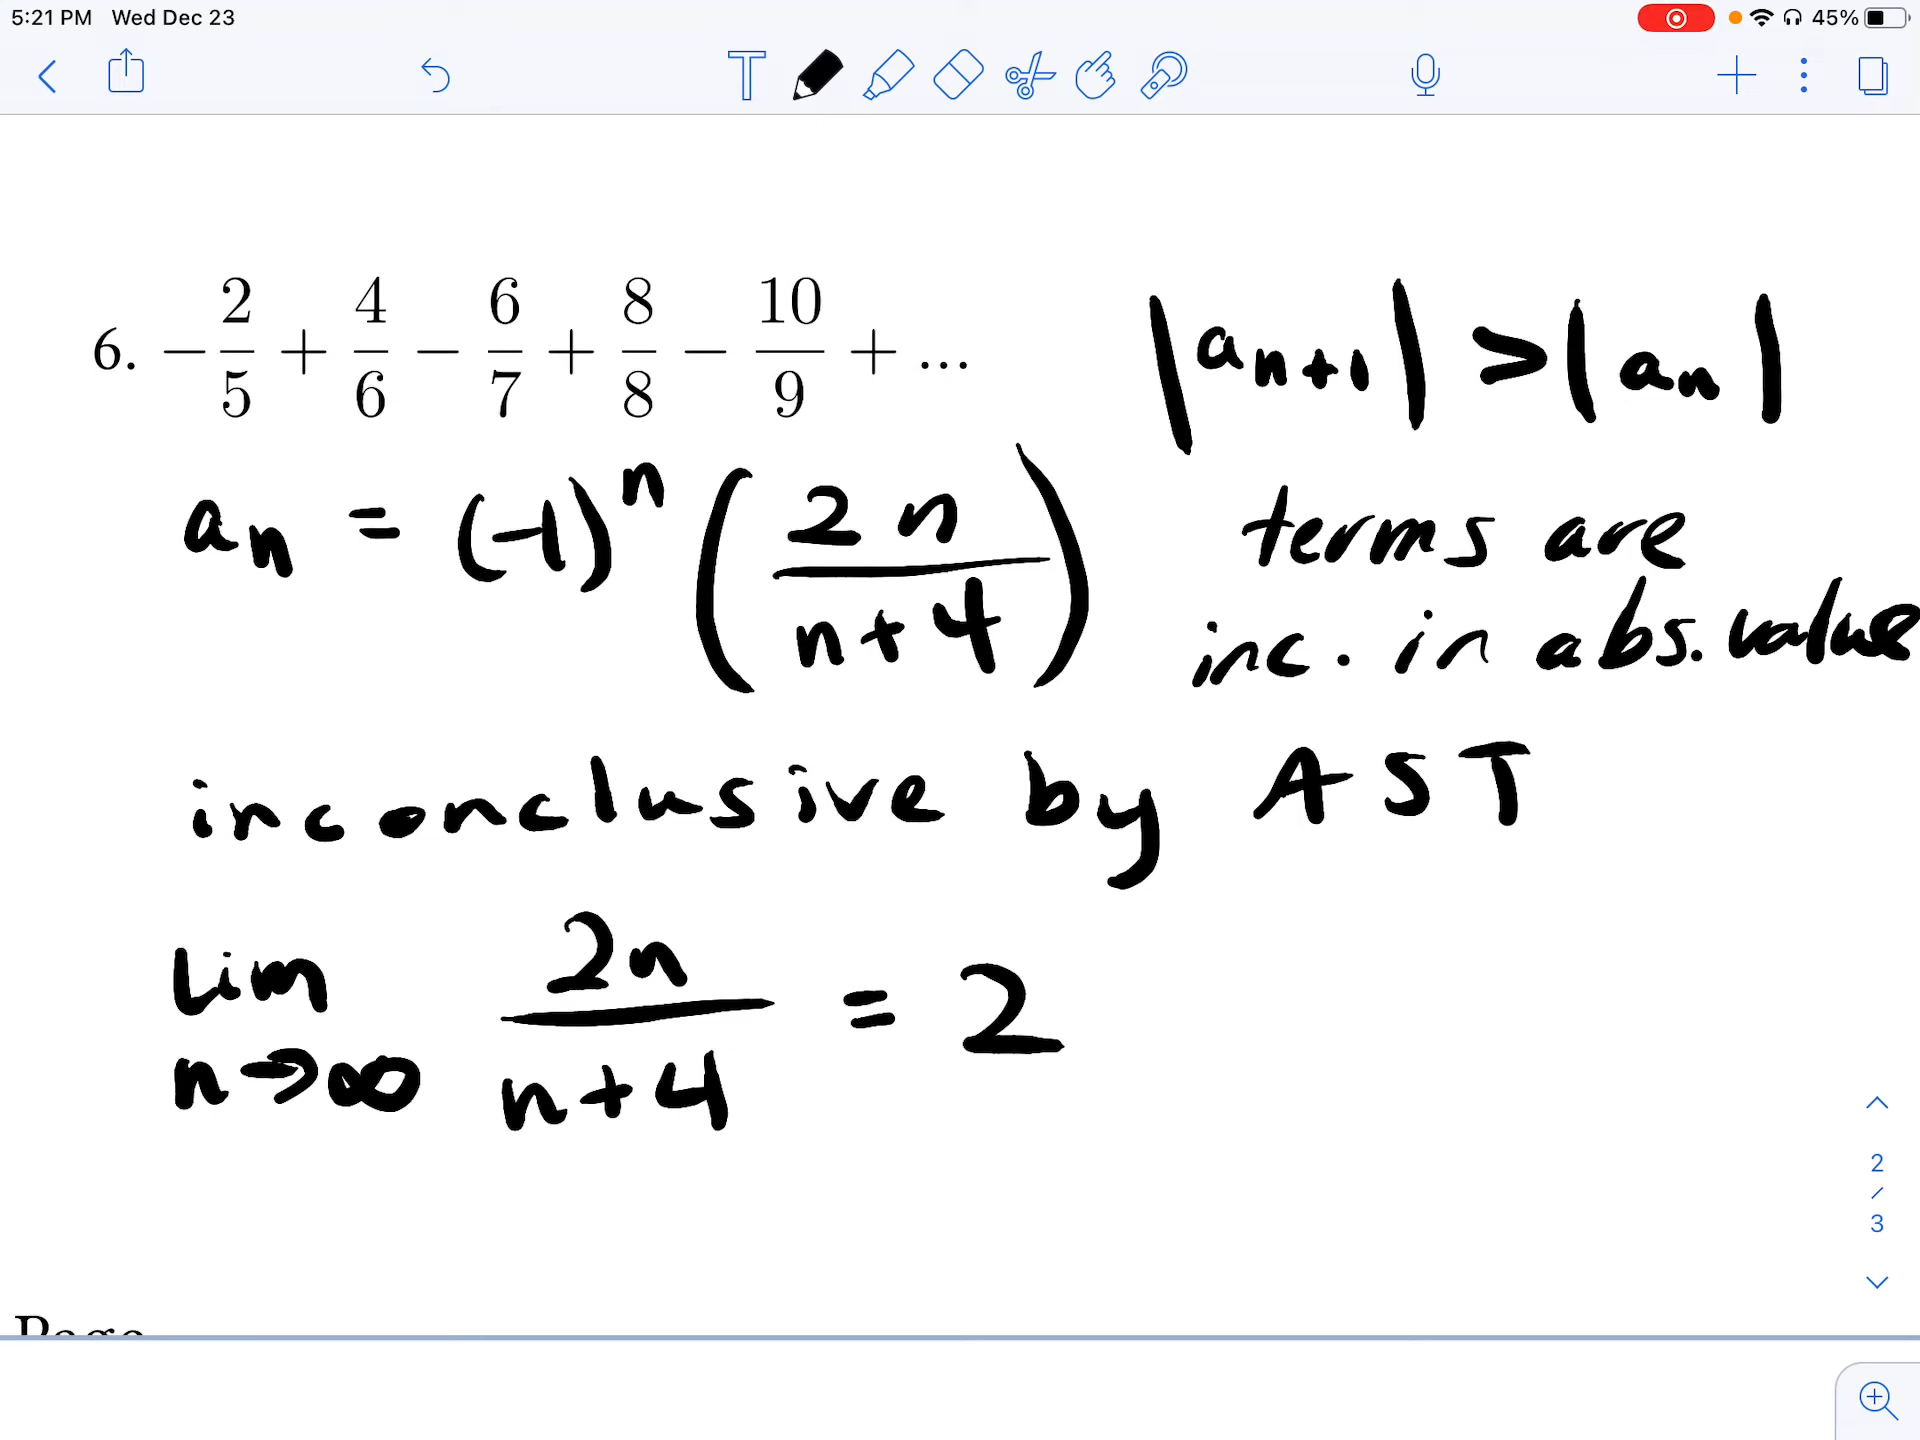 5:21 PM Wed Dec 23 45%
T
6. −2/5 + 4/6 − 6/7 + 8/8 − 10/9 + ...
|aₙ₊₁| > |aₙ|
aₙ = (-1)ⁿ (2n/(n+4))
terms are
inc. in abs. value
inconclusive by AST
Lim n→∞ 2n/(n+4) = 2
2
/
3
Page